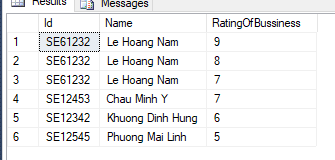 Results Messages
Id Name RatingOfBussiness
1 SE61232 Le Hoang Nam 9
2 SE61232 Le Hoang Nam 8
3 SE61232 Le Hoang Nam 7
4 SE12453 Chau Minh Y 7
5 SE12342 Khuong Dinh Hung 6
6 SE12545 Phuong Mai Linh 5